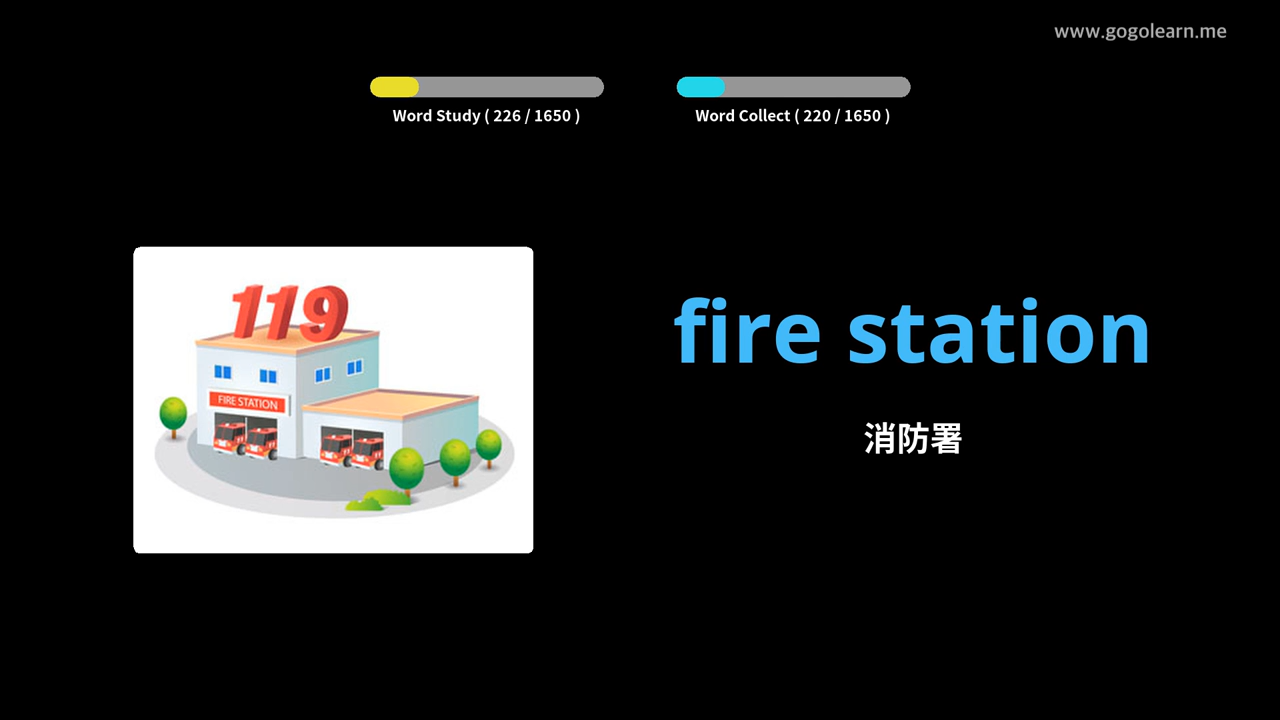 www.gogolearn.me
Word Study ( 226 / 1650 )
Word Collect ( 220 / 1650 )
119
FIRE STATION
fire station
消防署